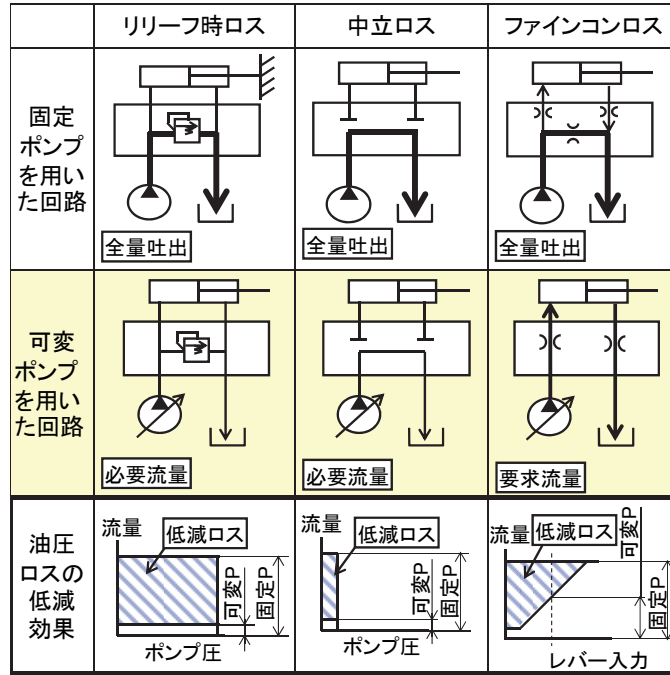 リリーフ時ロス
中立ロス
ファインコンロス
固定
ポンプ
を用い
た回路
全量吐出
全量吐出
全量吐出
可変
ポンプ
を用い
た回路
必要流量
必要流量
要求流量
油圧
ロスの
低減
効果
流量
低減ロス
可変P
固定P
ポンプ圧
流量
低減ロス
可変P
固定P
ポンプ圧
流量
低減ロス
可変P
固定P
レバー入力